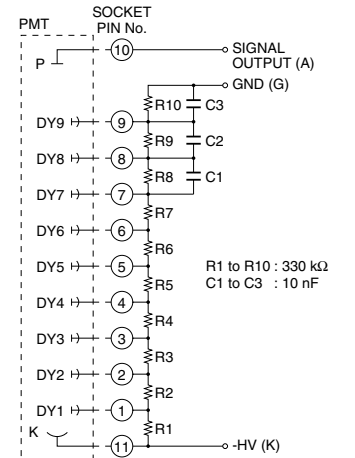 PMT
SOCKET
PIN No.
P
10
SIGNAL
OUTPUT (A)
GND (G)
R10
C3
DY9
9
R9
C2
DY8
8
R8
C1
DY7
7
R7
DY6
6
R6
DY5
5
R5
R1 to R10 : 330 kΩ
C1 to C3 : 10 nF
DY4
4
R4
DY3
3
R3
DY2
2
R2
DY1
1
R1
K
11
-HV (K)